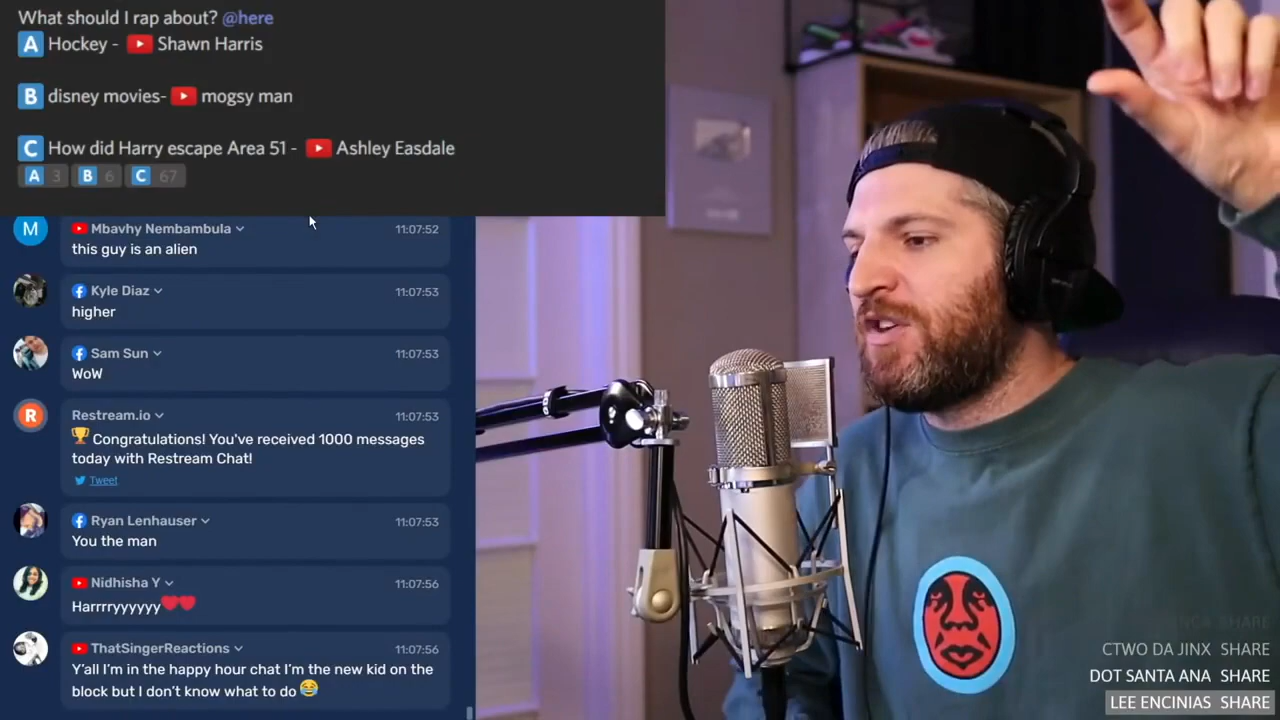 What should I rap about? @here
A Hockey - Shawn Harris
B disney movies- mogsy man
C How did Harry escape Area 51 - Ashley Easdale
A 3 B 6 C 67
M Mbavhy Nembambula 11:07:52
this guy is an alien
Kyle Diaz 11:07:53
higher
Sam Sun 11:07:53
WoW
R Restream.io 11:07:53
🏆Congratulations! You've received 1000 messages
today with Restream Chat!
Tweet
Ryan Lenhauser 11:07:53
You the man
Nidhisha Y 11:07:56
Harrrryyyyyy❤️❤️
ThatSingerReactions 11:07:56
Y'all I'm in the happy hour chat I'm the new kid on the
block but I don't know what to do 😂
SHARE
CTWO DA JINX SHARE
DOT SANTA ANA SHARE
LEE ENCINIAS SHARE